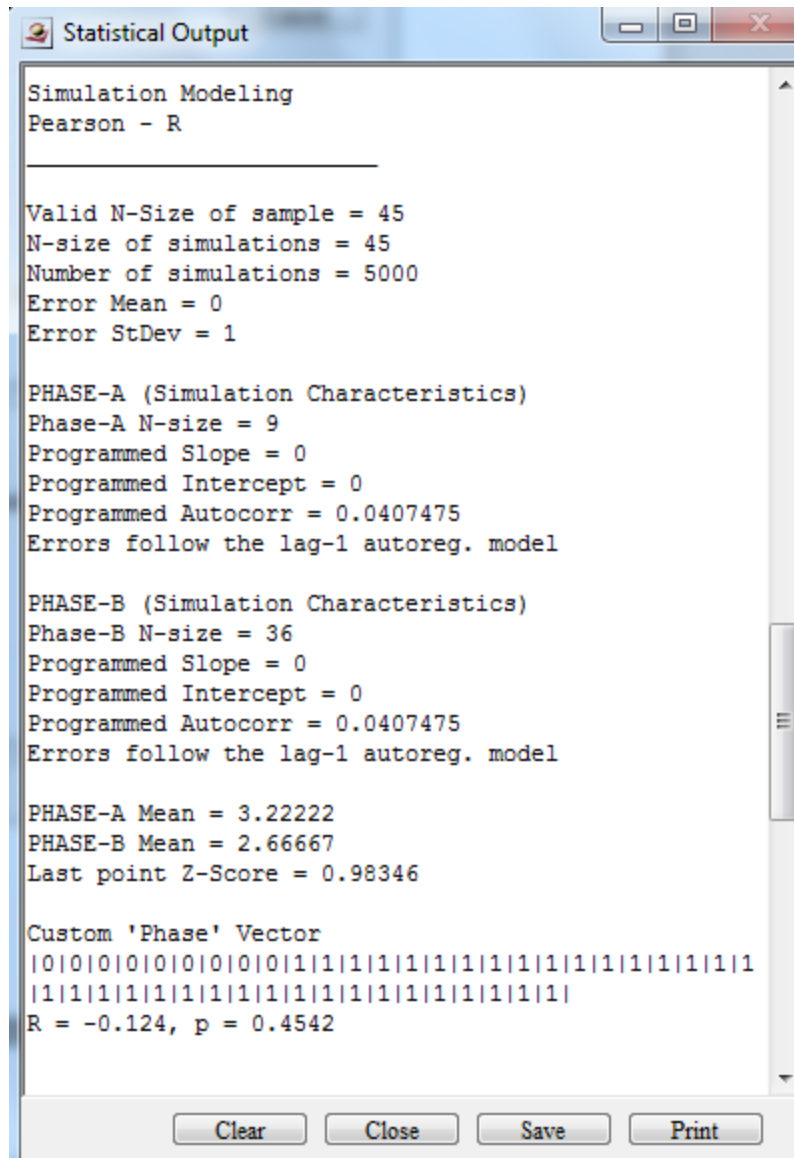 Statistical Output
Simulation Modeling
Pearson - R
Valid N-Size of sample = 45
N-size of simulations = 45
Number of simulations = 5000
Error Mean = 0
Error StDev = 1
PHASE-A (Simulation Characteristics)
Phase-A N-size = 9
Programmed Slope = 0
Programmed Intercept = 0
Programmed Autocorr = 0.0407475
Errors follow the lag-1 autoreg. model
PHASE-B (Simulation Characteristics)
Phase-B N-size = 36
Programmed Slope = 0
Programmed Intercept = 0
Programmed Autocorr = 0.0407475
Errors follow the lag-1 autoreg. model
PHASE-A Mean = 3.22222
PHASE-B Mean = 2.66667
Last point Z-Score = 0.98346
Custom 'Phase' Vector
|0|0|0|0|0|0|0|0|0|1|1|1|1|1|1|1|1|1|1|1|1|1|1|1|1|1
|1|1|1|1|1|1|1|1|1|1|1|1|1|1|1|1|1|1|1|
R = -0.124, p = 0.4542
Clear
Close
Save
Print